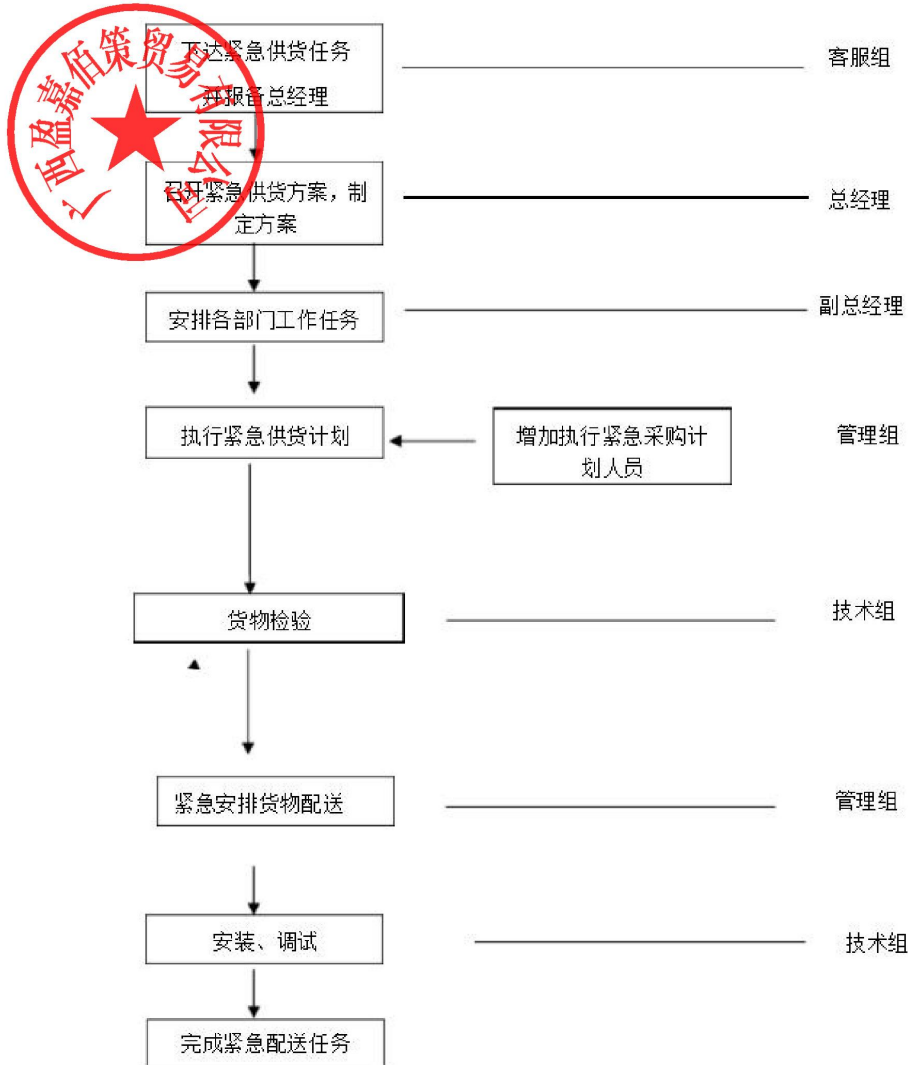 下达紧急供货任务
并报备总经理
客服组
广西盈嘉佰策贸易有限公司
召开紧急供货方案，制
定方案
总经理
安排各部门工作任务
副总经理
执行紧急供货计划
增加执行紧急采购计
划人员
管理组
货物检验
技术组
紧急安排货物配送
管理组
安装、调试
技术组
完成紧急配送任务